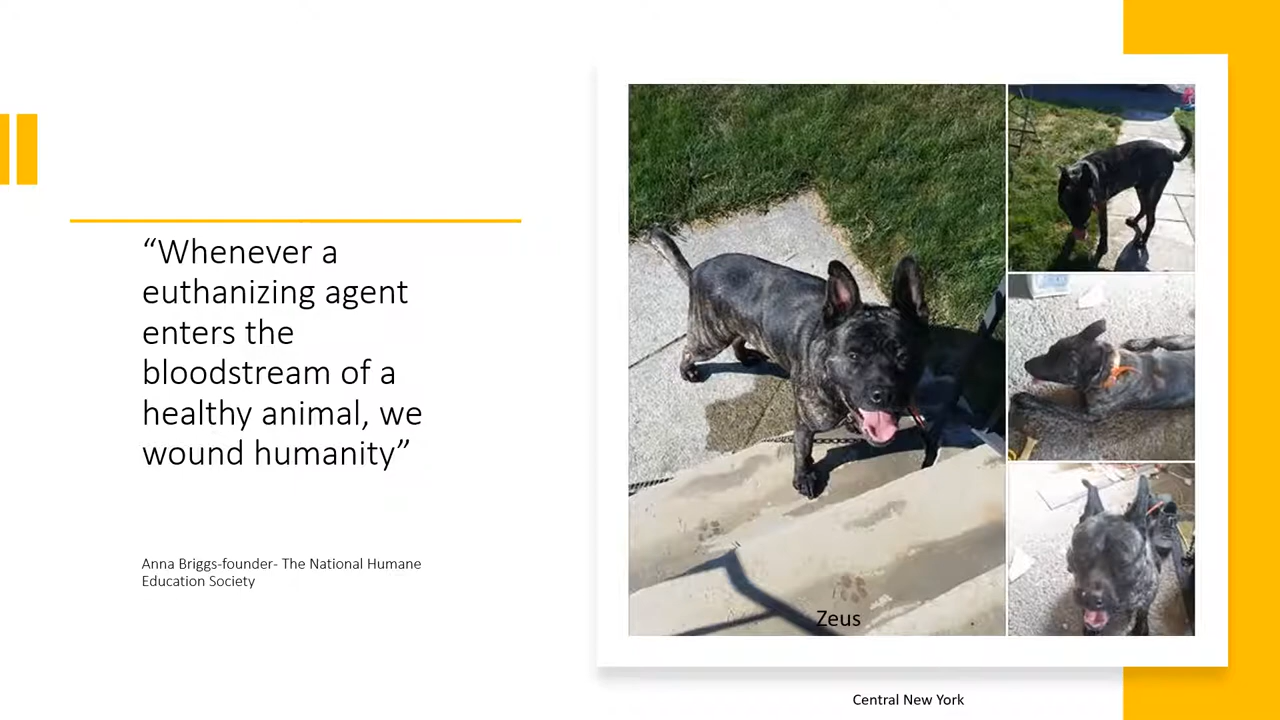 “Whenever a
euthanizing agent
enters the
bloodstream of a
healthy animal, we
wound humanity”
Anna Briggs-founder- The National Humane
Education Society
Zeus
Central New York